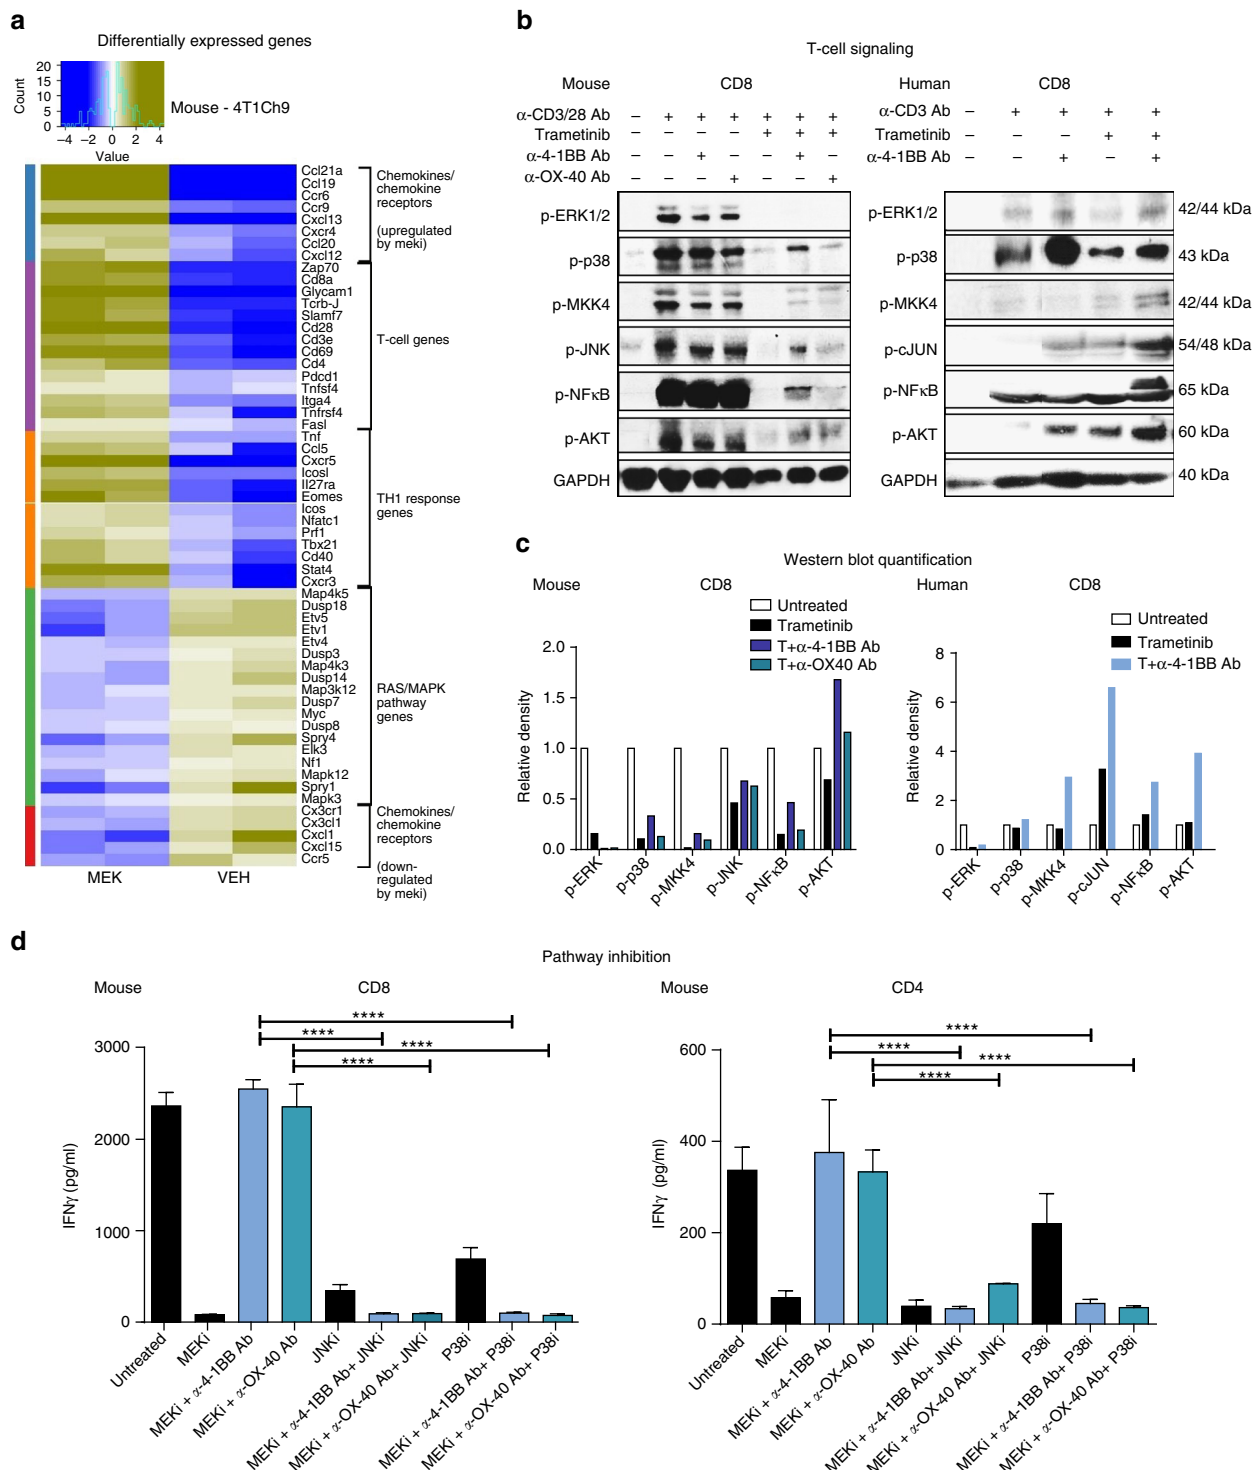 a
Differentially expressed genes
Count
20
15
10
5
0
−4 −2 0 2 4
Value
Mouse - 4T1Ch9
Ccl21a
Ccl19
Ccr6
Ccr9
Cxcl13
Cxcr4
Ccl20
Cxcl12
Zap70
Cd8a
Glycam1
Tcrb-J
Slamf7
Cd28
Cd3e
Cd69
Cd4
Pdcd1
Tnfsf4
Itga4
Tnfrsf4
Fasl
Tnf
Ccl5
Cxcr5
Icosl
Il27ra
Eomes
Icos
Nfatc1
Prf1
Tbx21
Cd40
Stat4
Cxcr3
Map4k5
Dusp18
Etv5
Etv1
Etv4
Dusp3
Map4k3
Dusp14
Map3k12
Dusp7
Myc
Dusp8
Spry4
Elk3
Nf1
Mapk12
Spry1
Mapk3
Cx3cr1
Cx3cl1
Cxcl1
Cxcl15
Ccr5
Chemokines/
chemokine
receptors
(upregulated
by meki)
T-cell genes
TH1 response
genes
RAS/MAPK
pathway
genes
Chemokines/
chemokine
receptors
(down-
regulated
by meki)
MEK VEH
b
T-cell signaling
Mouse CD8
α-CD3/28 Ab − + + + + + +
Trametinib − − − − + + +
α-4-1BB Ab − − + − − + −
α-OX-40 Ab − − − + − − +
p-ERK1/2
p-p38
p-MKK4
p-JNK
p-NFκB
p-AKT
GAPDH
Human CD8
α-CD3 Ab − + + + +
Trametinib − − − + +
α-4-1BB Ab − − + − +
p-ERK1/2 42/44 kDa
p-p38 43 kDa
p-MKK4 42/44 kDa
p-cJUN 54/48 kDa
p-NFκB 65 kDa
p-AKT 60 kDa
GAPDH 40 kDa
c
Western blot quantification
Mouse CD8
Untreated
Trametinib
T+α-4-1BB Ab
T+α-OX40 Ab
Relative density
2.0
1.5
1.0
0.5
0.0
p-ERK
p-p38
p-MKK4
p-JNK
p-NFκB
p-AKT
Human CD8
Untreated
Trametinib
T+α-4-1BB Ab
Relative density
8
6
4
2
0
p-ERK
p-p38
p-MKK4
p-cJUN
p-NFκB
p-AKT
d
Pathway inhibition
Mouse CD8
****
****
****
****
IFNγ (pg/ml)
3000
2000
1000
0
Untreated
MEKi
MEKi + α-4-1BB Ab
MEKi + α-OX-40 Ab
JNKi
MEKi + α-4-1BB Ab+ JNKi
MEKi + α-OX-40 Ab+ JNKi
P38i
MEKi + α-4-1BB Ab+ P38i
MEKi + α-OX-40 Ab+ P38i
Mouse CD4
****
****
****
****
IFNγ (pg/ml)
600
400
200
0
Untreated
MEKi
MEKi + α-4-1BB Ab
MEKi + α-OX-40 Ab
JNKi
MEKi + α-4-1BB Ab+ JNKi
MEKi + α-OX-40 Ab+ JNKi
P38i
MEKi + α-4-1BB Ab+ P38i
MEKi + α-OX-40 Ab+ P38i